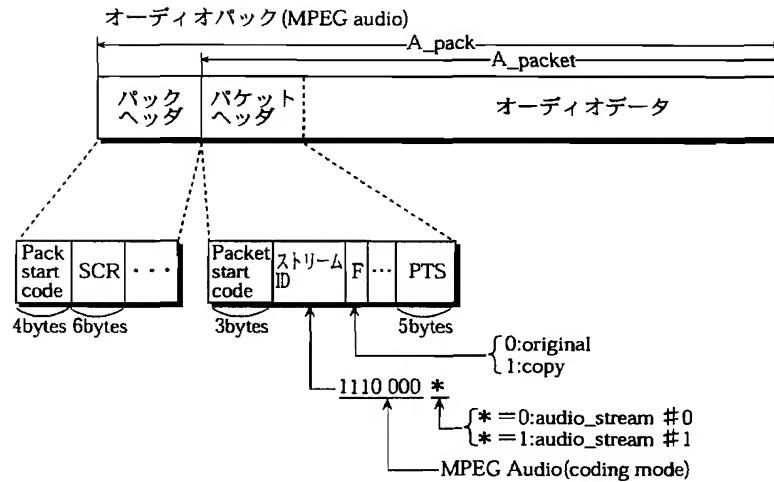 オーディオパック(MPEG audio)
A_pack
A_packet
パック
ヘッダ
パケット
ヘッダ
オーディオデータ
Pack
start
code
SCR
・・・
Packet
start
code
ストリーム
ID
F
…
PTS
4bytes
6bytes
3bytes
5bytes
0:original
1:copy
1110 000 *
*=0:audio_stream #0
*=1:audio_stream #1
MPEG Audio(coding mode)